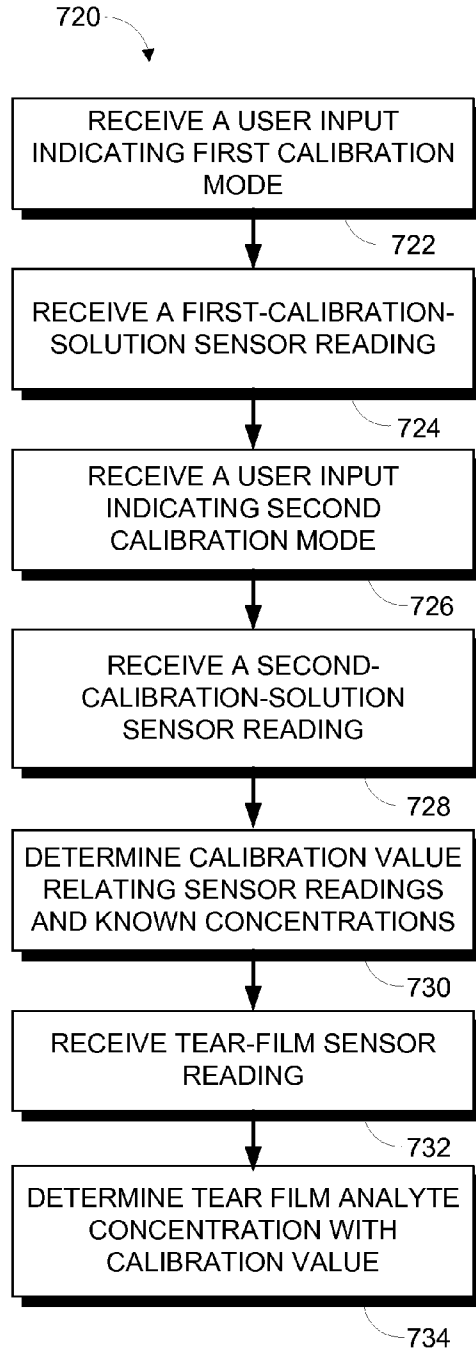 720
RECEIVE A USER INPUT
INDICATING FIRST CALIBRATION
MODE
722
RECEIVE A FIRST-CALIBRATION-
SOLUTION SENSOR READING
724
RECEIVE A USER INPUT
INDICATING SECOND
CALIBRATION MODE
726
RECEIVE A SECOND-
CALIBRATION-SOLUTION
SENSOR READING
728
DETERMINE CALIBRATION VALUE
RELATING SENSOR READINGS
AND KNOWN CONCENTRATIONS
730
RECEIVE TEAR-FILM SENSOR
READING
732
DETERMINE TEAR FILM ANALYTE
CONCENTRATION WITH
CALIBRATION VALUE
734